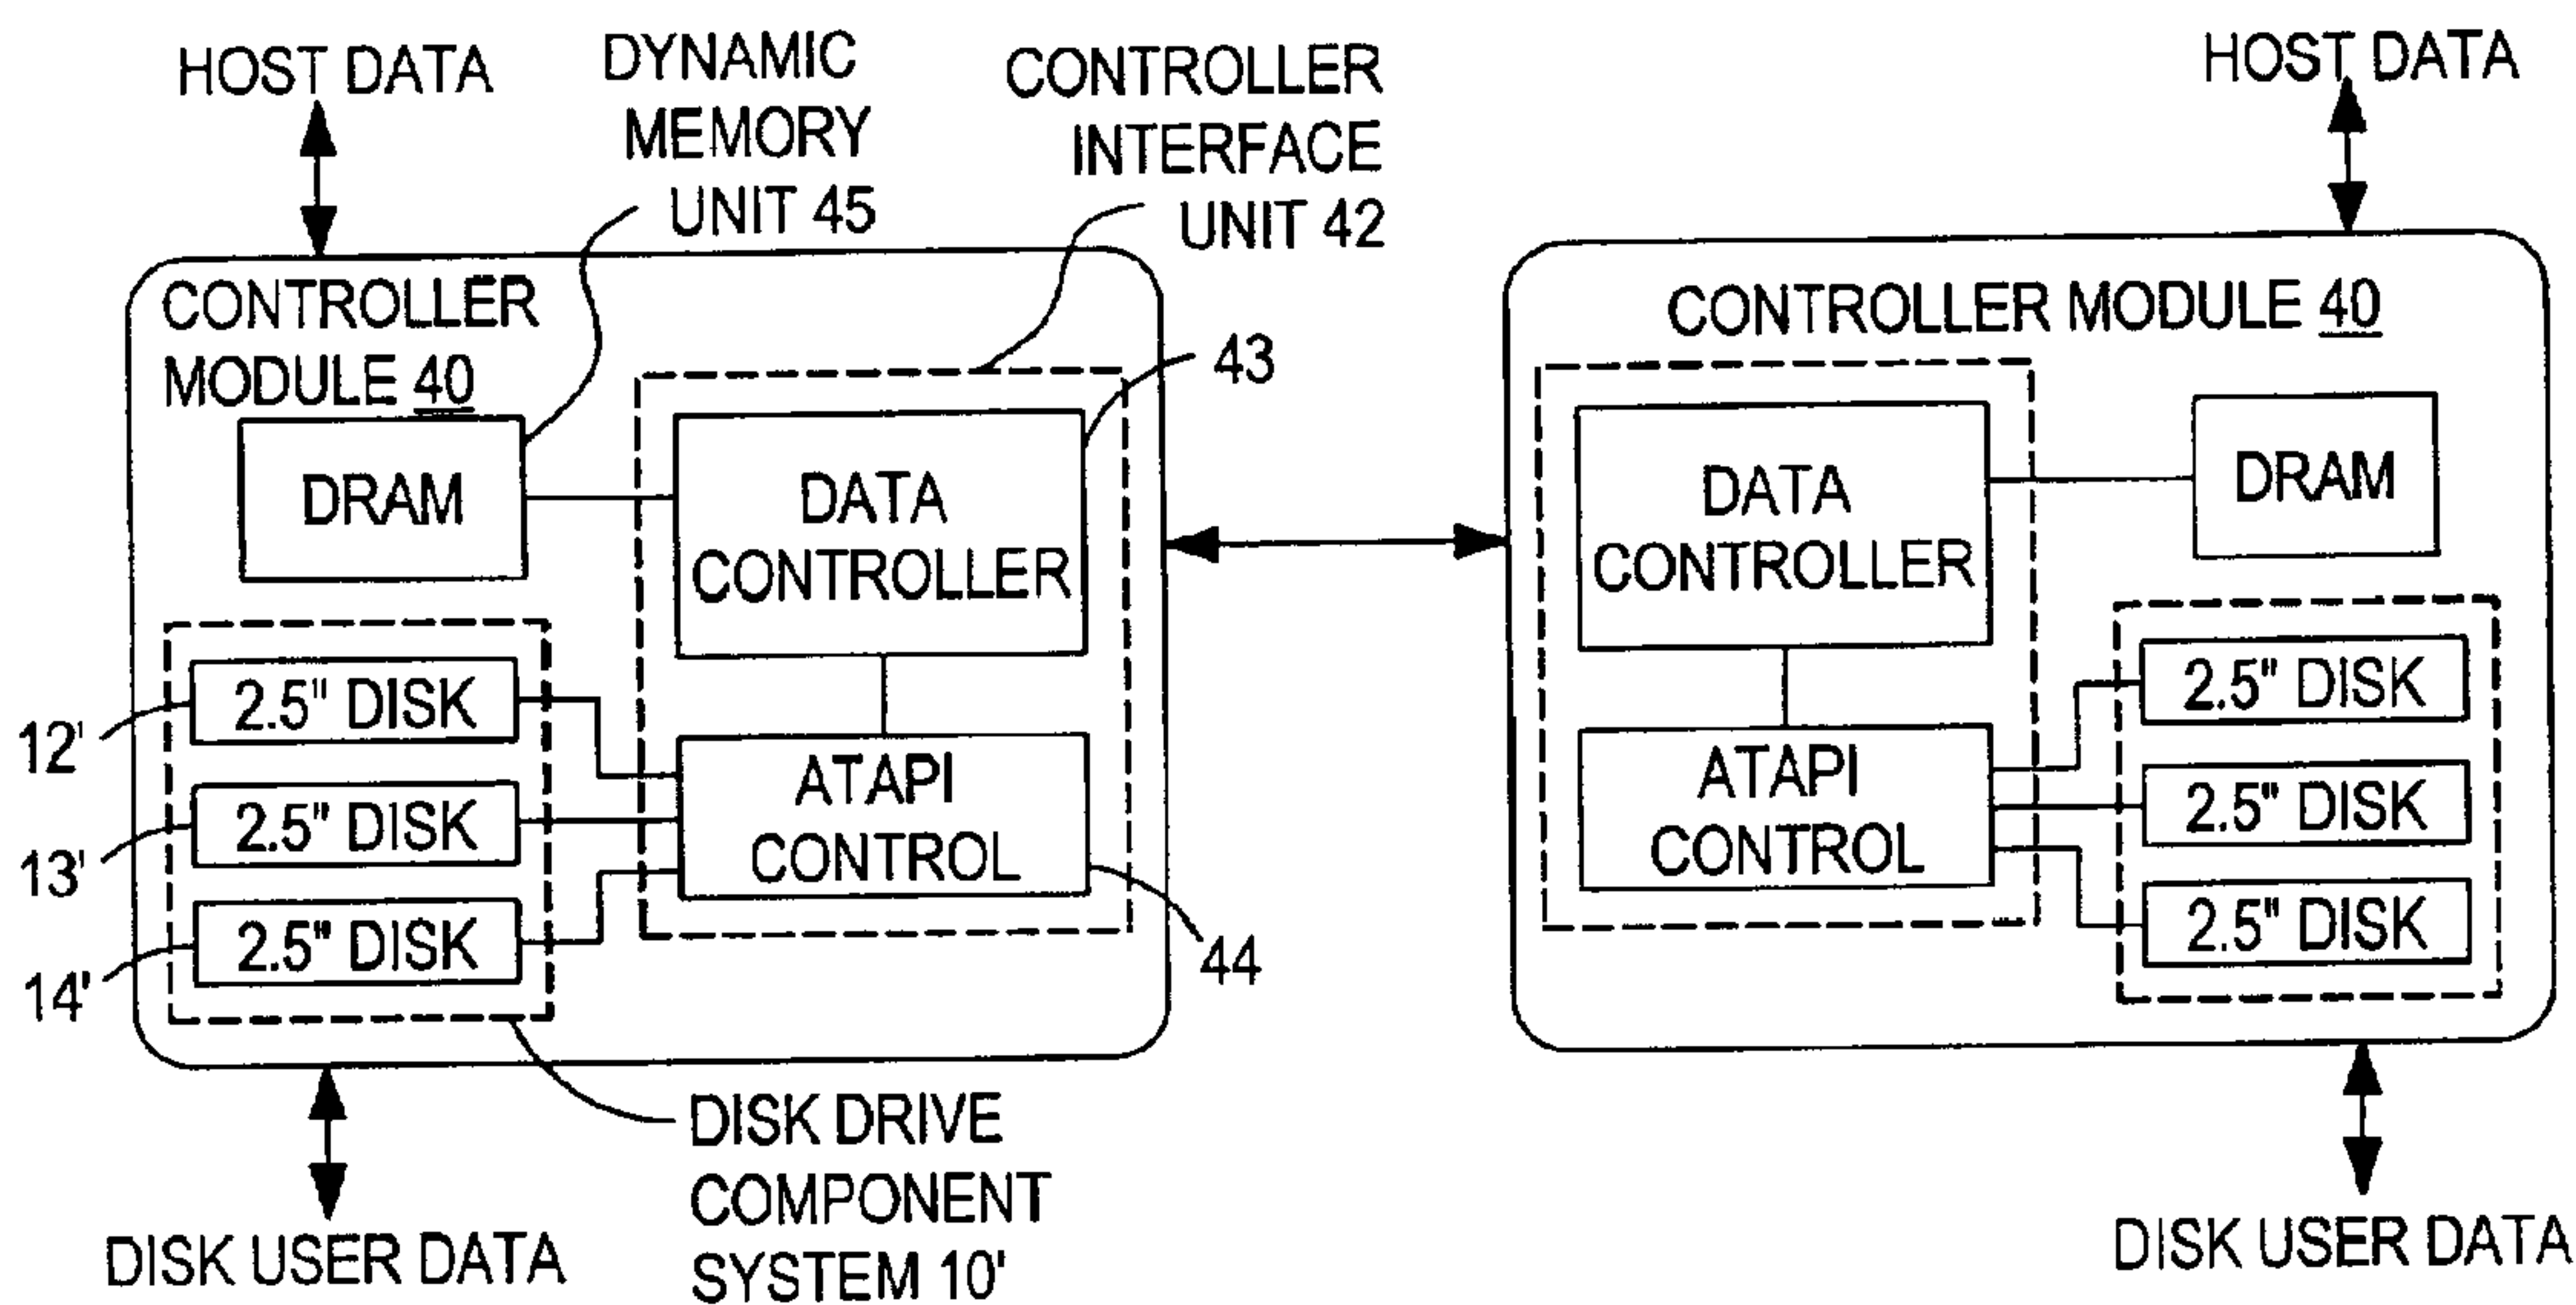 HOST DATA
DYNAMIC
MEMORY
UNIT 45
CONTROLLER
INTERFACE
UNIT 42
HOST DATA
CONTROLLER
MODULE 40
43
DRAM
DATA
CONTROLLER
12'
2.5" DISK
13'
2.5" DISK
14'
2.5" DISK
ATAPI
CONTROL
44
DISK DRIVE
COMPONENT
SYSTEM 10'
DISK USER DATA
CONTROLLER MODULE 40
DATA
CONTROLLER
DRAM
ATAPI
CONTROL
2.5" DISK
2.5" DISK
2.5" DISK
DISK USER DATA